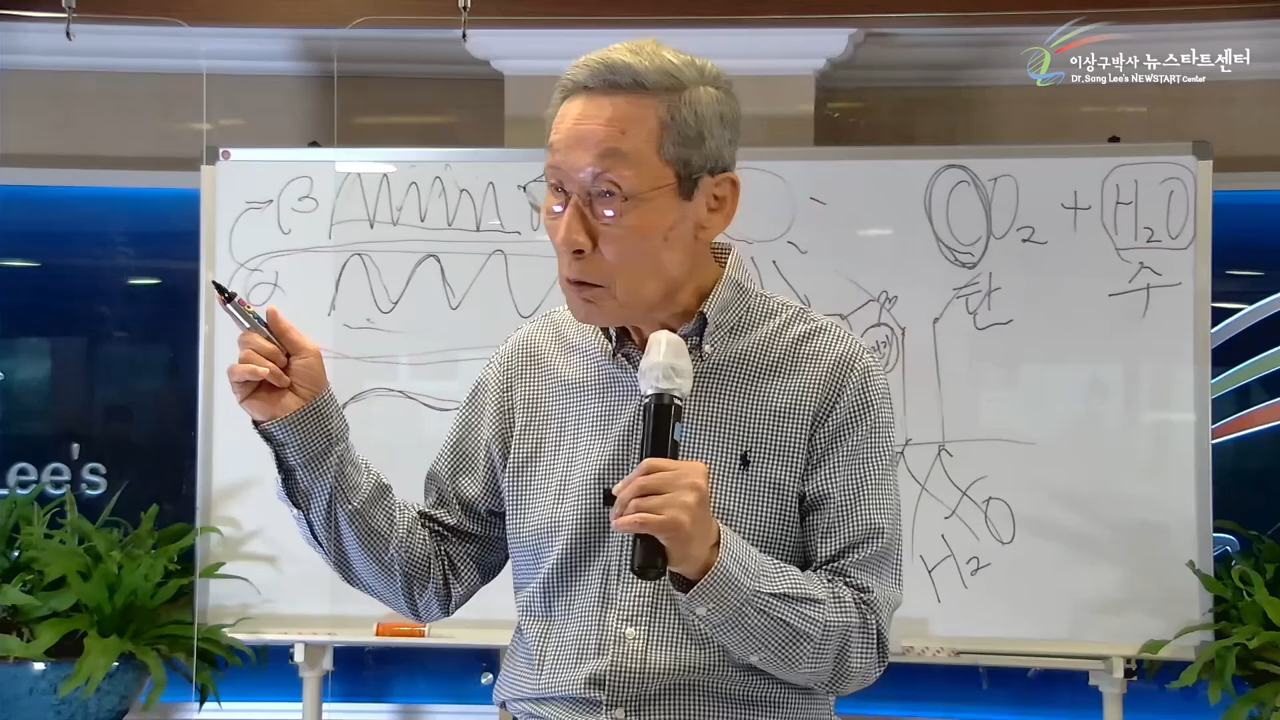 이상구박사 뉴스타트센터
Dr. Sang Lee's NEWSTART Center
β
α
CO₂ + H₂O
탄 수
H₂O
Lee's